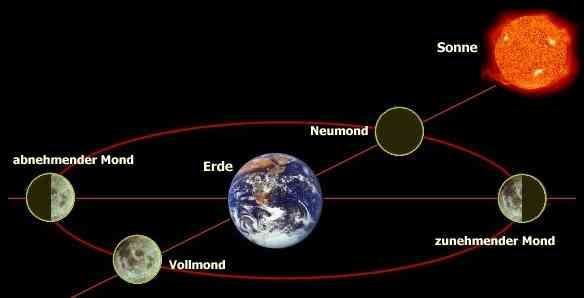 Sonne
Neumond
abnehmender Mond
Erde
zunehmender Mond
Vollmond